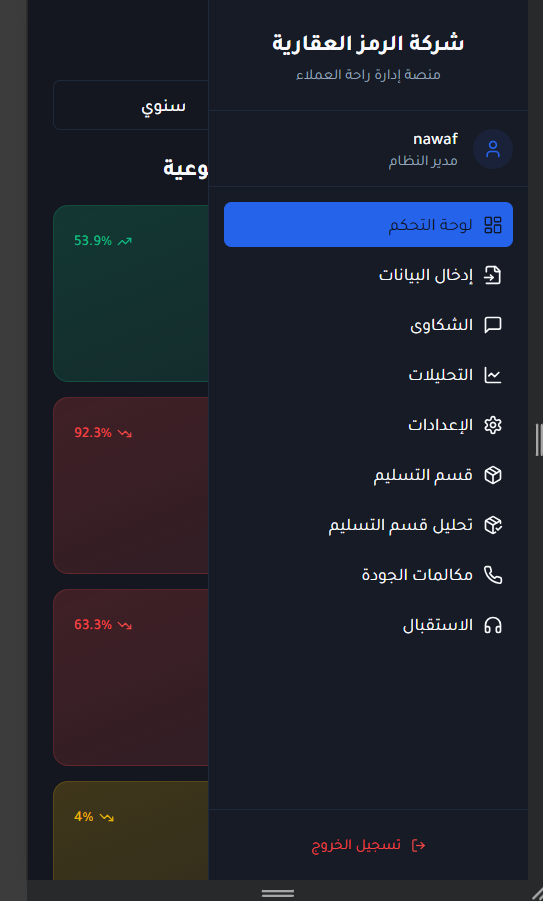 شركة الرمز العقارية
منصة إدارة راحة العملاء
nawaf
مدير النظام
لوحة التحكم
إدخال البيانات
الشكاوى
التحليلات
الإعدادات
قسم التسليم
تحليل قسم التسليم
مكالمات الجودة
الاستقبال
تسجيل الخروج
سنوي
53.9%
92.3%
63.3%
4%